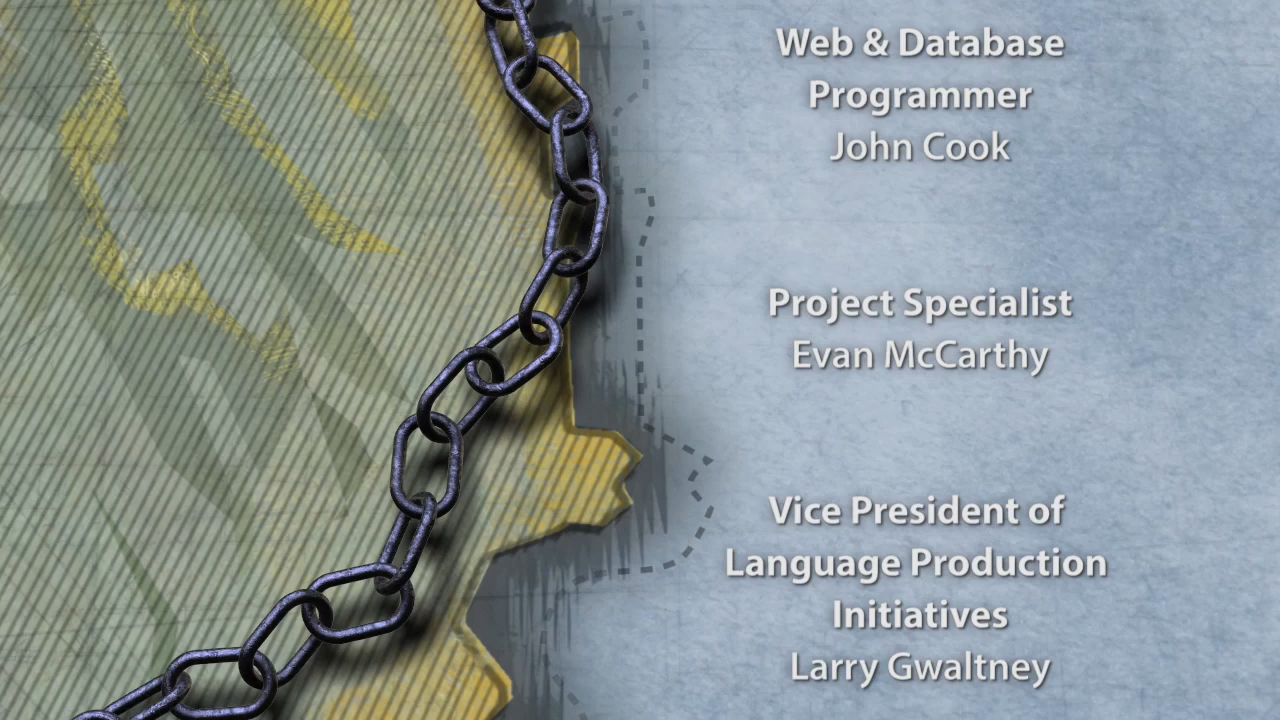 Web & Database
Programmer
John Cook
Project Specialist
Evan McCarthy
Vice President of
Language Production
Initiatives
Larry Gwaltney